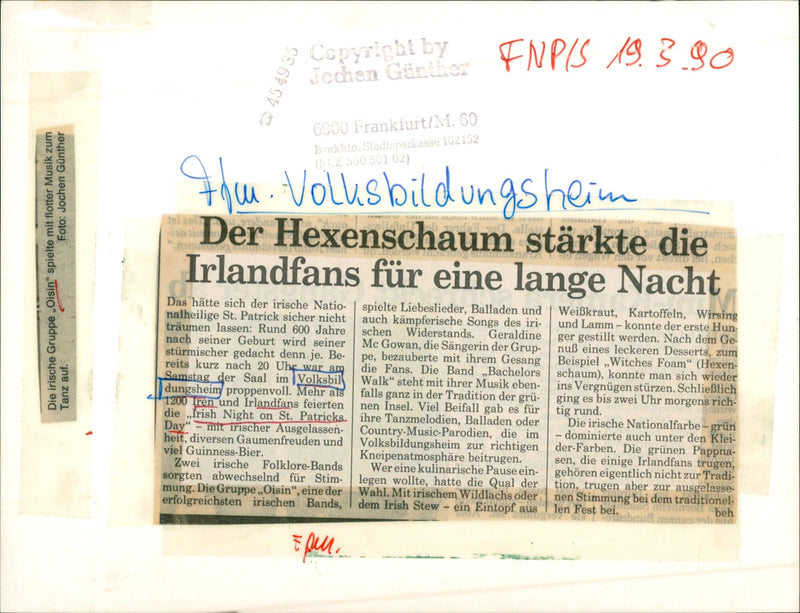 FNP/S 19.3.90
Copyright by
Jochen Günther
☎ 45 49 35
6000 Frankfurt/M. 60
Bankkto. Stadtsparkasse 102152
(BLZ 500 501 02)
Ffm. Volksbildungsheim
Die irische Gruppe „Oisin“ spielte mit flotter Musik zum
Tanz auf. Foto: Jochen Günther
Der Hexenschaum stärkte die
Irlandfans für eine lange Nacht
Das hätte sich der irische Natio-
nalheilige St. Patrick sicher nicht
träumen lassen: Rund 600 Jahre
nach seiner Geburt wird seiner
stürmischer gedacht denn je. Be-
reits kurz nach 20 Uhr war am
Samstag der Saal im Volksbil-
dungsheim proppenvoll. Mehr als
1200 Iren und Irlandfans feierten
die „Irish Night on St. Patricks
Day“ – mit irischer Ausgelassen-
heit, diversen Gaumenfreuden und
viel Guinness-Bier.
Zwei irische Folklore-Bands
sorgten abwechselnd für Stim-
mung. Die Gruppe „Oisin“, eine der
erfolgreichsten irischen Bands,
spielte Liebeslieder, Balladen und
auch kämpferische Songs des iri-
schen Widerstands. Geraldine
Mc Gowan, die Sängerin der Grup-
pe, bezauberte mit ihrem Gesang
die Fans. Die Band „Bachelors
Walk“ steht mit ihrer Musik eben-
falls ganz in der Tradition der grü-
nen Insel. Viel Beifall gab es für
ihre Tanzmelodien, Balladen oder
Country-Music-Parodien, die im
Volksbildungsheim zur richtigen
Kneipenatmosphäre beitrugen.
Wer eine kulinarische Pause ein-
legen wollte, hatte die Qual der
Wahl. Mit irischem Wildlachs oder
dem Irish Stew – ein Eintopf aus
Weißkraut, Kartoffeln, Wirsing
und Lamm – konnte der erste Hun-
ger gestillt werden. Nach dem Ge-
nuß eines leckeren Desserts, zum
Beispiel „Witches Foam“ (Hexen-
schaum), konnte man sich wieder
ins Vergnügen stürzen. Schließlich
ging es bis zwei Uhr morgens rich-
tig rund.
Die irische Nationalfarbe – grün
– dominierte auch unter den Klei-
der-Farben. Die grünen Pappna-
sen, die einige Irlandfans trugen,
gehören eigentlich nicht zur Tradi-
tion, trugen aber zur ausgelasse-
nen Stimmung bei dem traditionel-
len Fest bei. beh